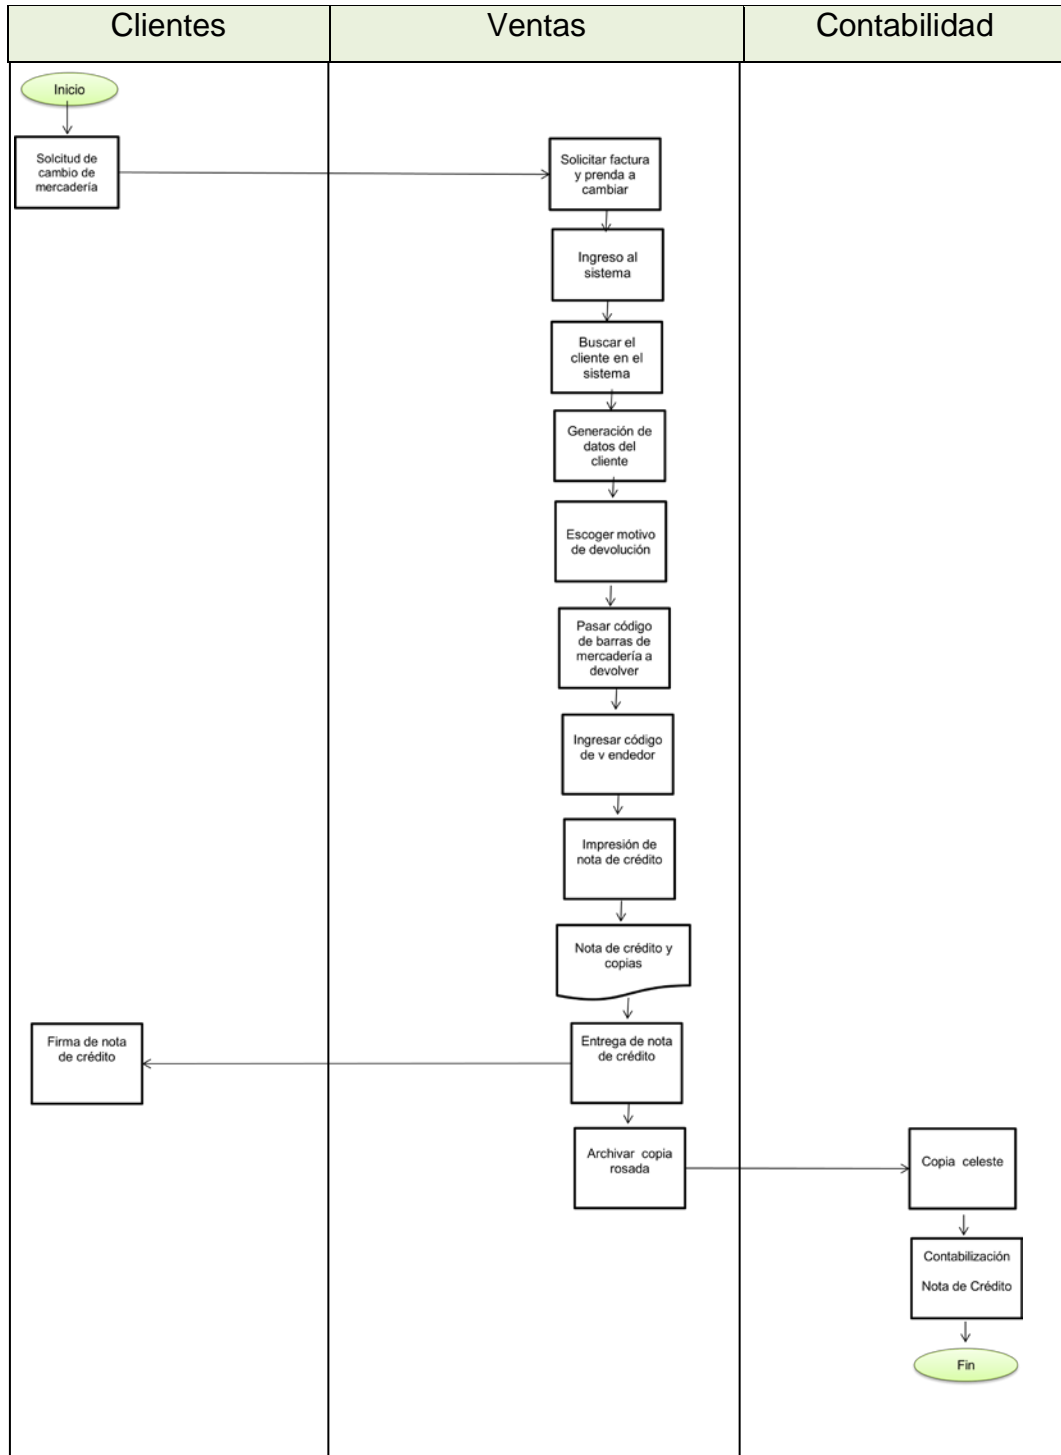 Clientes
Ventas
Contabilidad
Inicio
Solcitud de
cambio de
mercadería
Solicitar factura
y prenda a
cambiar
Ingreso al
sistema
Buscar el
cliente en el
sistema
Generación de
datos del
cliente
Escoger motivo
de devolución
Pasar código
de barras de
mercadería a
devolver
Ingresar código
de v endedor
Impresión de
nota de crédito
Nota de crédito y
copias
Entrega de nota
de crédito
Firma de nota
de crédito
Archivar copia
rosada
Copia celeste
Contabilización
Nota de Crédito
Fin